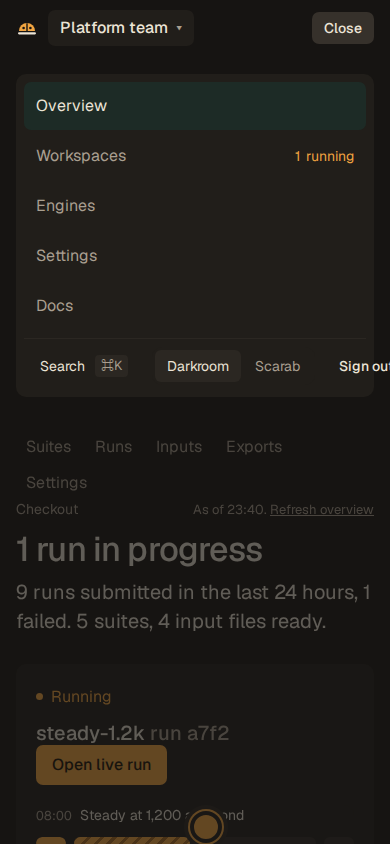 Platform team
Close
Overview
Workspaces 1 running
Engines
Settings
Docs
Search ⌘K Darkroom Scarab Sign out
Suites Runs Inputs Exports
Settings
Checkout As of 23:40. Refresh overview
1 run in progress
9 runs submitted in the last 24 hours, 1
failed. 5 suites, 4 input files ready.
Running
steady-1.2k run a7f2
Open live run
08:00 Steady at 1,200